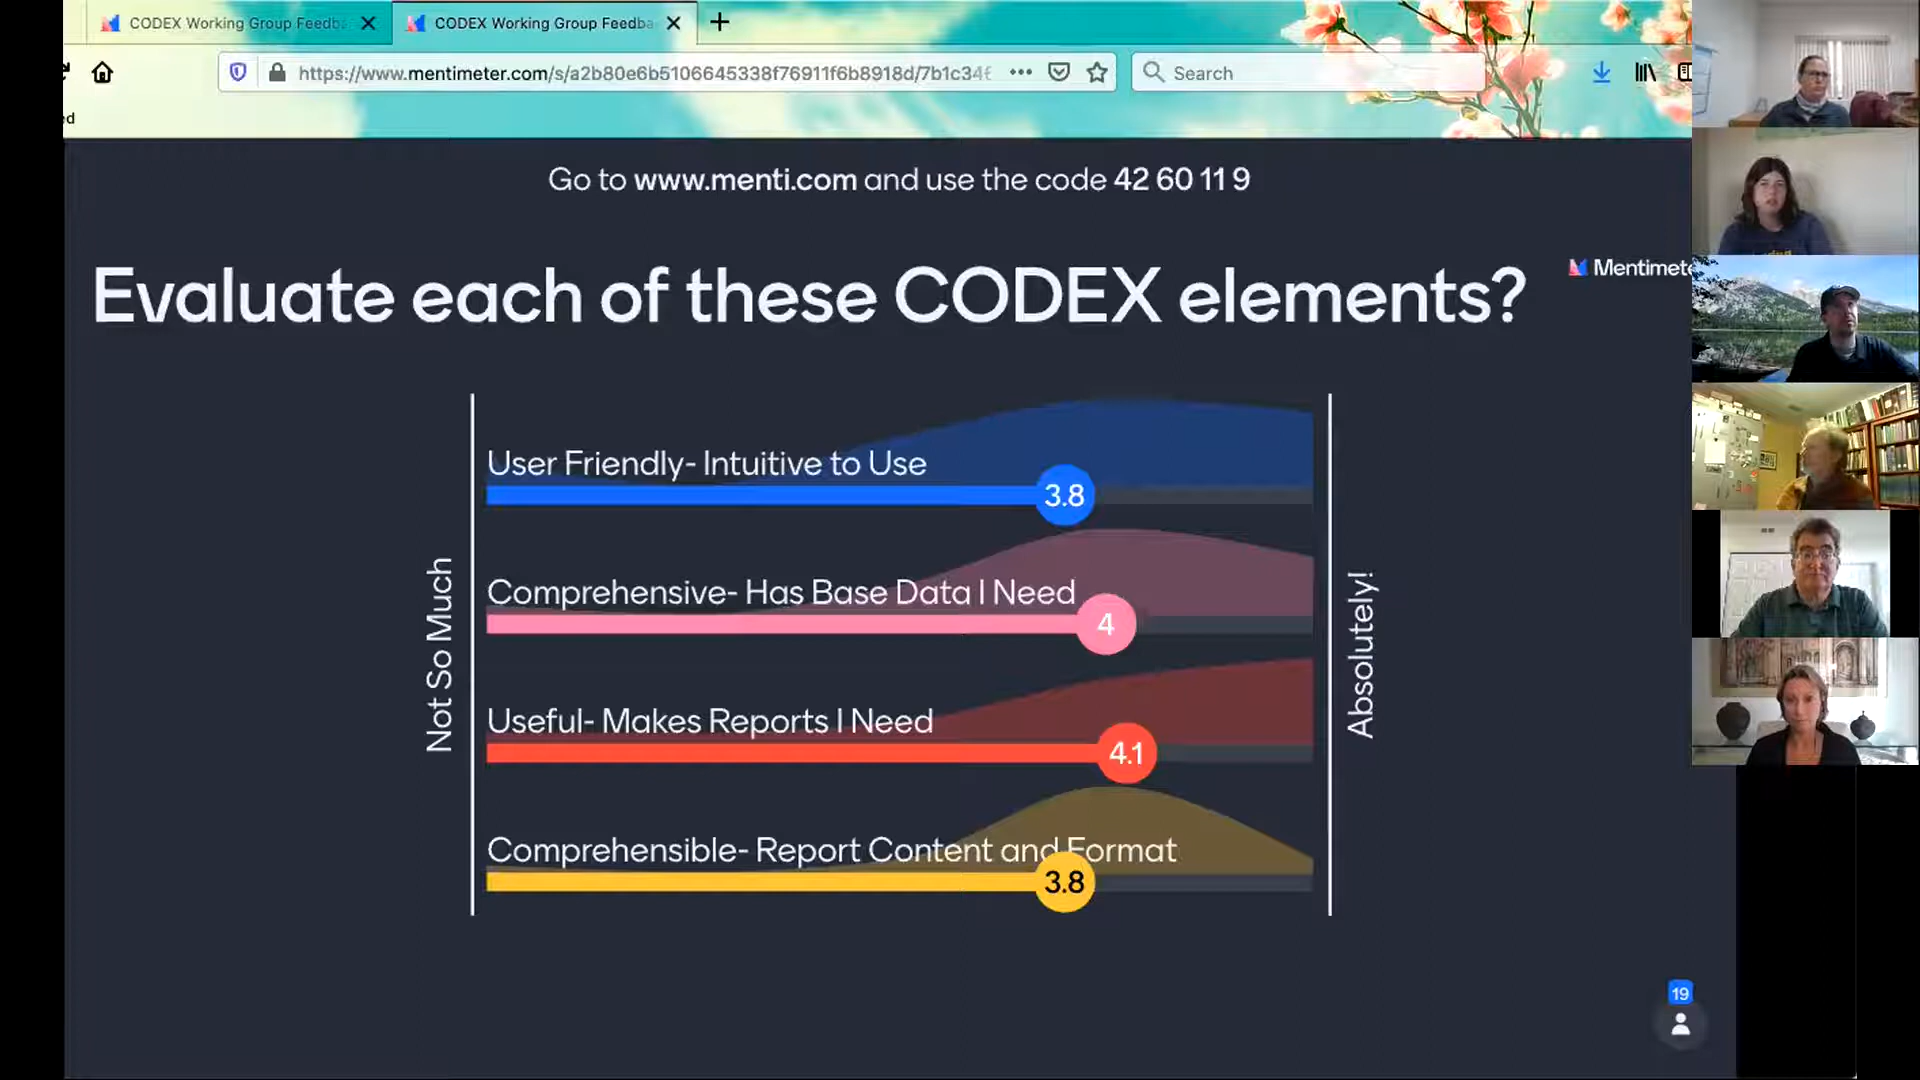 CODEX Working Group Feedba
CODEX Working Group Feedba
https://www.mentimeter.com/s/a2b80e6b5106645338f76911f6b8918d/7b1c346
Search
ed
Go to www.menti.com and use the code 42 60 11 9
Evaluate each of these CODEX elements?
Mentimete
Not So Much
User Friendly- Intuitive to Use
3.8
Comprehensive- Has Base Data I Need
4
Useful- Makes Reports I Need
4.1
Comprehensible- Report Content and Format
3.8
Absolutely!
19